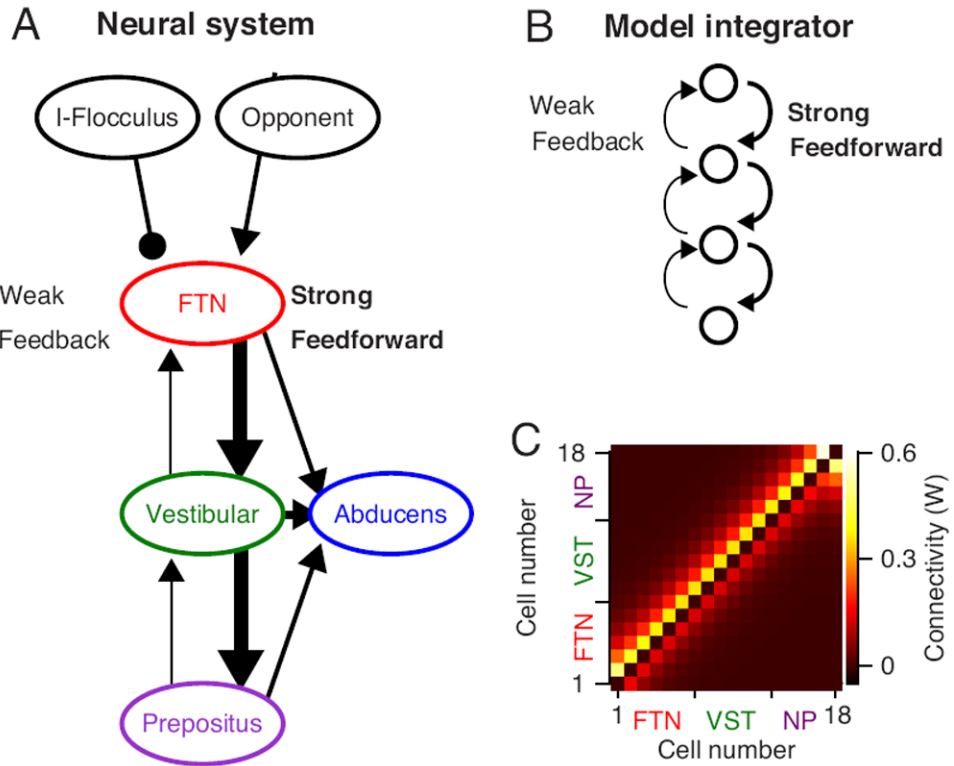 A
Neural system
I-Flocculus
Opponent
Weak
Feedback
FTN
Strong
Feedforward
Vestibular
Abducens
Prepositus
B
Model integrator
Weak
Feedback
Strong
Feedforward
C
18
NP
VST
FTN
1
Cell number
1 FTN VST NP 18
Cell number
0.6
0.3
0
Connectivity (W)